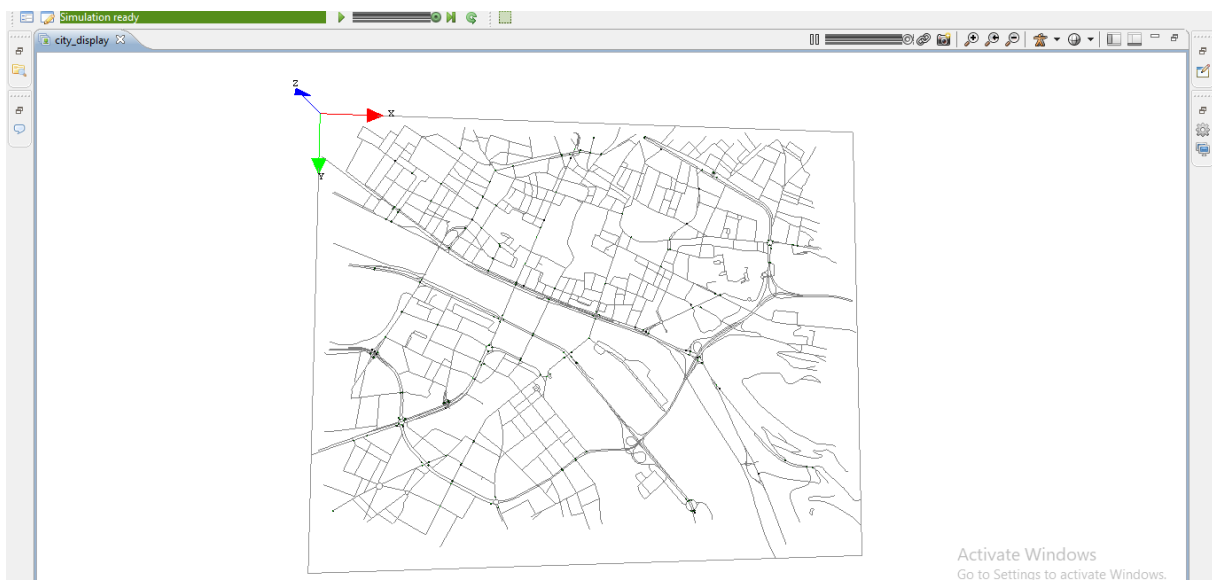 Simulation ready
city_display
Z
X
Y
Activate Windows
Go to Settings to activate Windows.